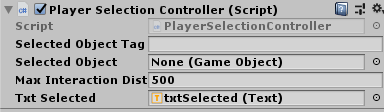 Player Selection Controller (Script)
Script PlayerSelectionController
Selected Object Tag
Selected Object None (Game Object)
Max Interaction Dist 500
Txt Selected txtSelected (Text)